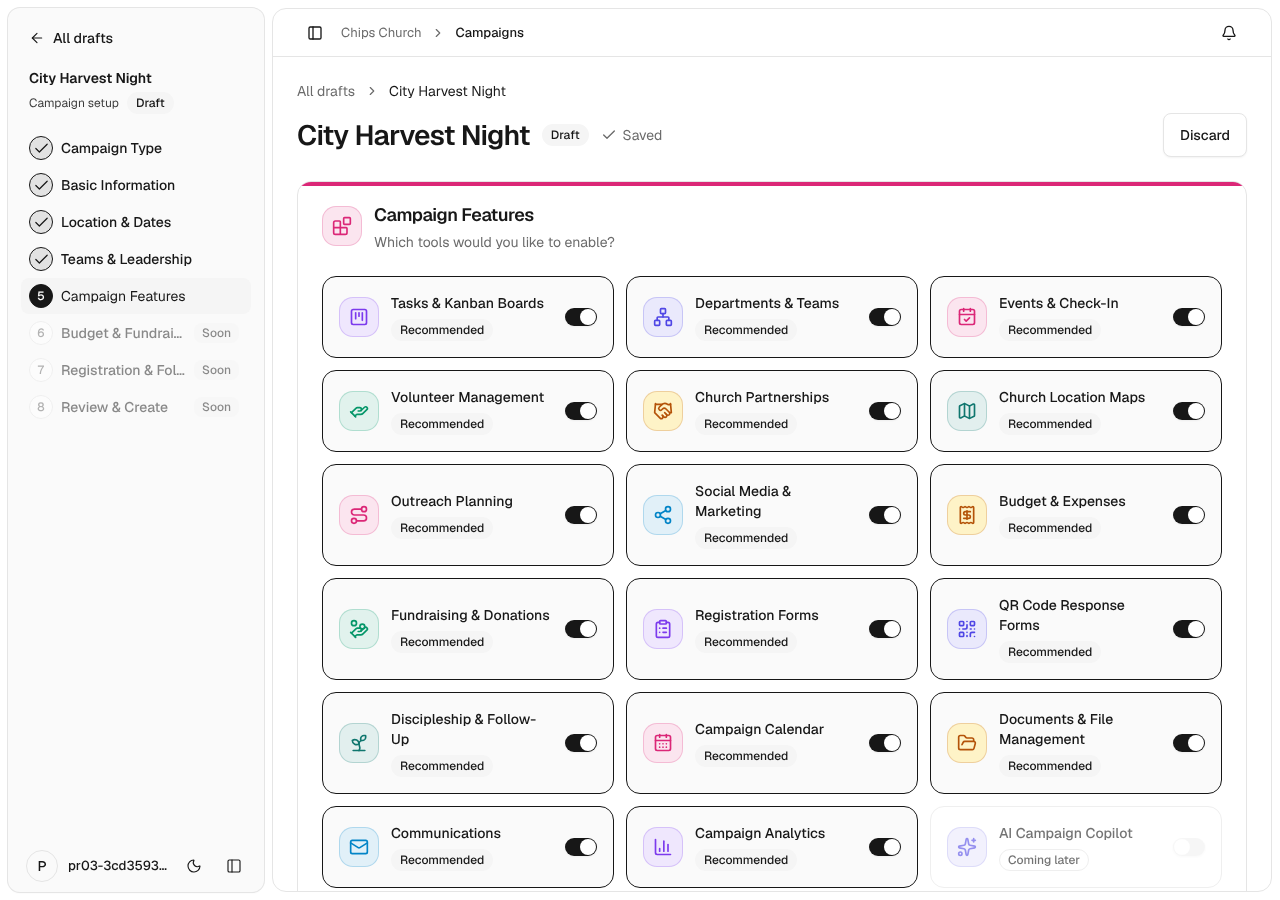 All drafts
City Harvest Night
Campaign setup Draft
Campaign Type
Basic Information
Location & Dates
Teams & Leadership
5 Campaign Features
6 Budget & Fundrai... Soon
7 Registration & Fol... Soon
8 Review & Create Soon
P pr03-3cd3593...
Chips Church Campaigns
All drafts City Harvest Night
City Harvest Night Draft Saved
Discard
Campaign Features
Which tools would you like to enable?
Tasks & Kanban Boards
Recommended
Departments & Teams
Recommended
Events & Check-In
Recommended
Volunteer Management
Recommended
Church Partnerships
Recommended
Church Location Maps
Recommended
Outreach Planning
Recommended
Social Media &
Marketing
Recommended
Budget & Expenses
Recommended
Fundraising & Donations
Recommended
Registration Forms
Recommended
QR Code Response
Forms
Recommended
Discipleship & Follow-
Up
Recommended
Campaign Calendar
Recommended
Documents & File
Management
Recommended
Communications
Recommended
Campaign Analytics
Recommended
AI Campaign Copilot
Coming later